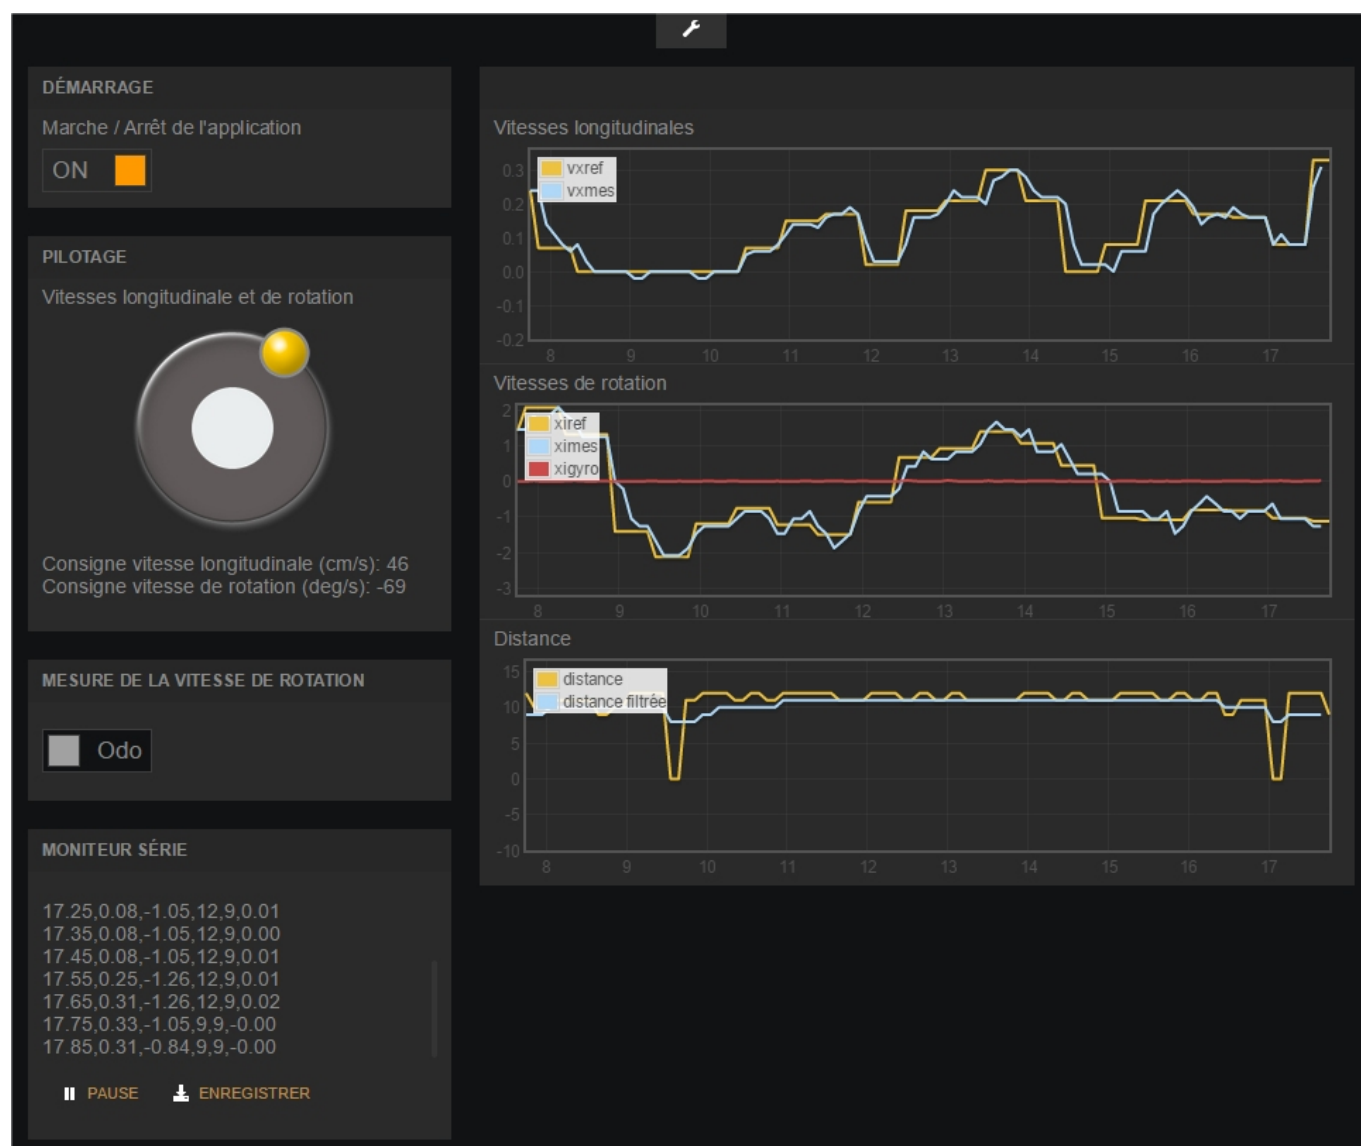 DÉMARRAGE
Marche / Arrêt de l'application
ON
PILOTAGE
Vitesses longitudinale et de rotation
Consigne vitesse longitudinale (cm/s): 46
Consigne vitesse de rotation (deg/s): -69
MESURE DE LA VITESSE DE ROTATION
Odo
MONITEUR SÉRIE
17.25,0.08,-1.05,12,9,0.01
17.35,0.08,-1.05,12,9,0.00
17.45,0.08,-1.05,12,9,0.01
17.55,0.25,-1.26,12,9,0.01
17.65,0.31,-1.26,12,9,0.02
17.75,0.33,-1.05,9,9,-0.00
17.85,0.31,-0.84,9,9,-0.00
PAUSE ENREGISTRER
Vitesses longitudinales
vxref
vxmes
0.3
0.2
0.1
0.0
-0.1
-0.2
8 9 10 11 12 13 14 15 16 17
Vitesses de rotation
xiref
ximes
xigyro
2
1
0
-1
-2
-3
8 9 10 11 12 13 14 15 16 17
Distance
distance
distance filtrée
15
10
5
0
-5
-10
8 9 10 11 12 13 14 15 16 17